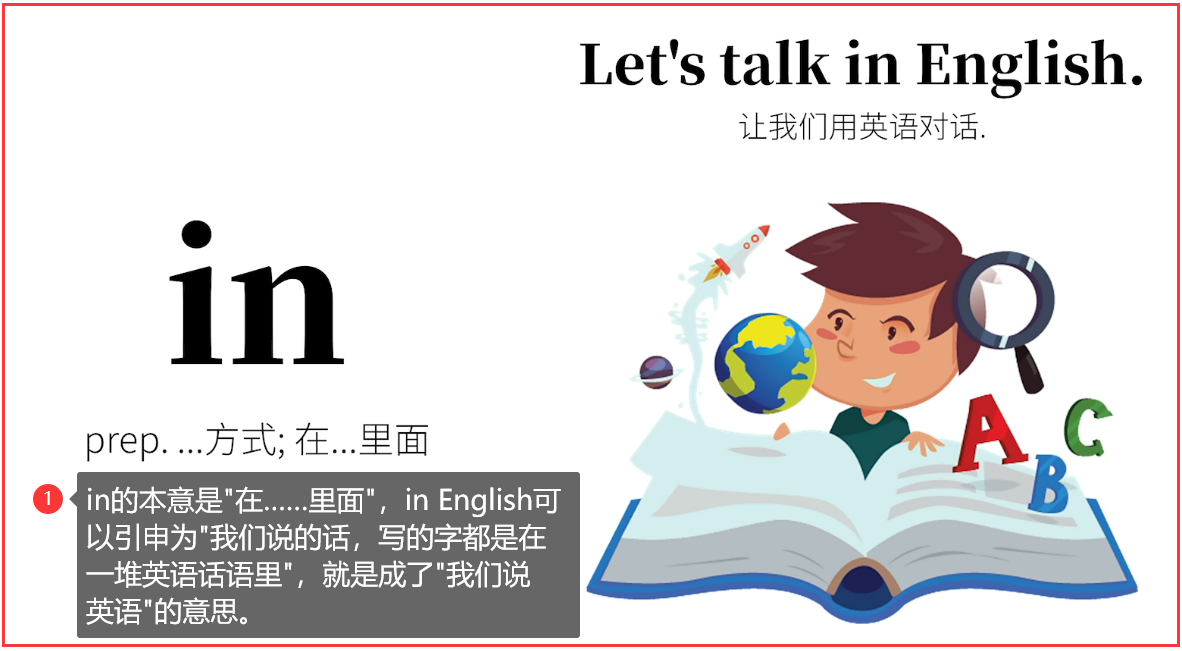 Let's talk in English.
让我们用英语对话.
in
prep. ...方式; 在...里面
1
in的本意是"在……里面"，in English可
以引申为"我们说的话，写的字都是在
一堆英语话语里"，就是成了"我们说
英语"的意思。
A
B
C